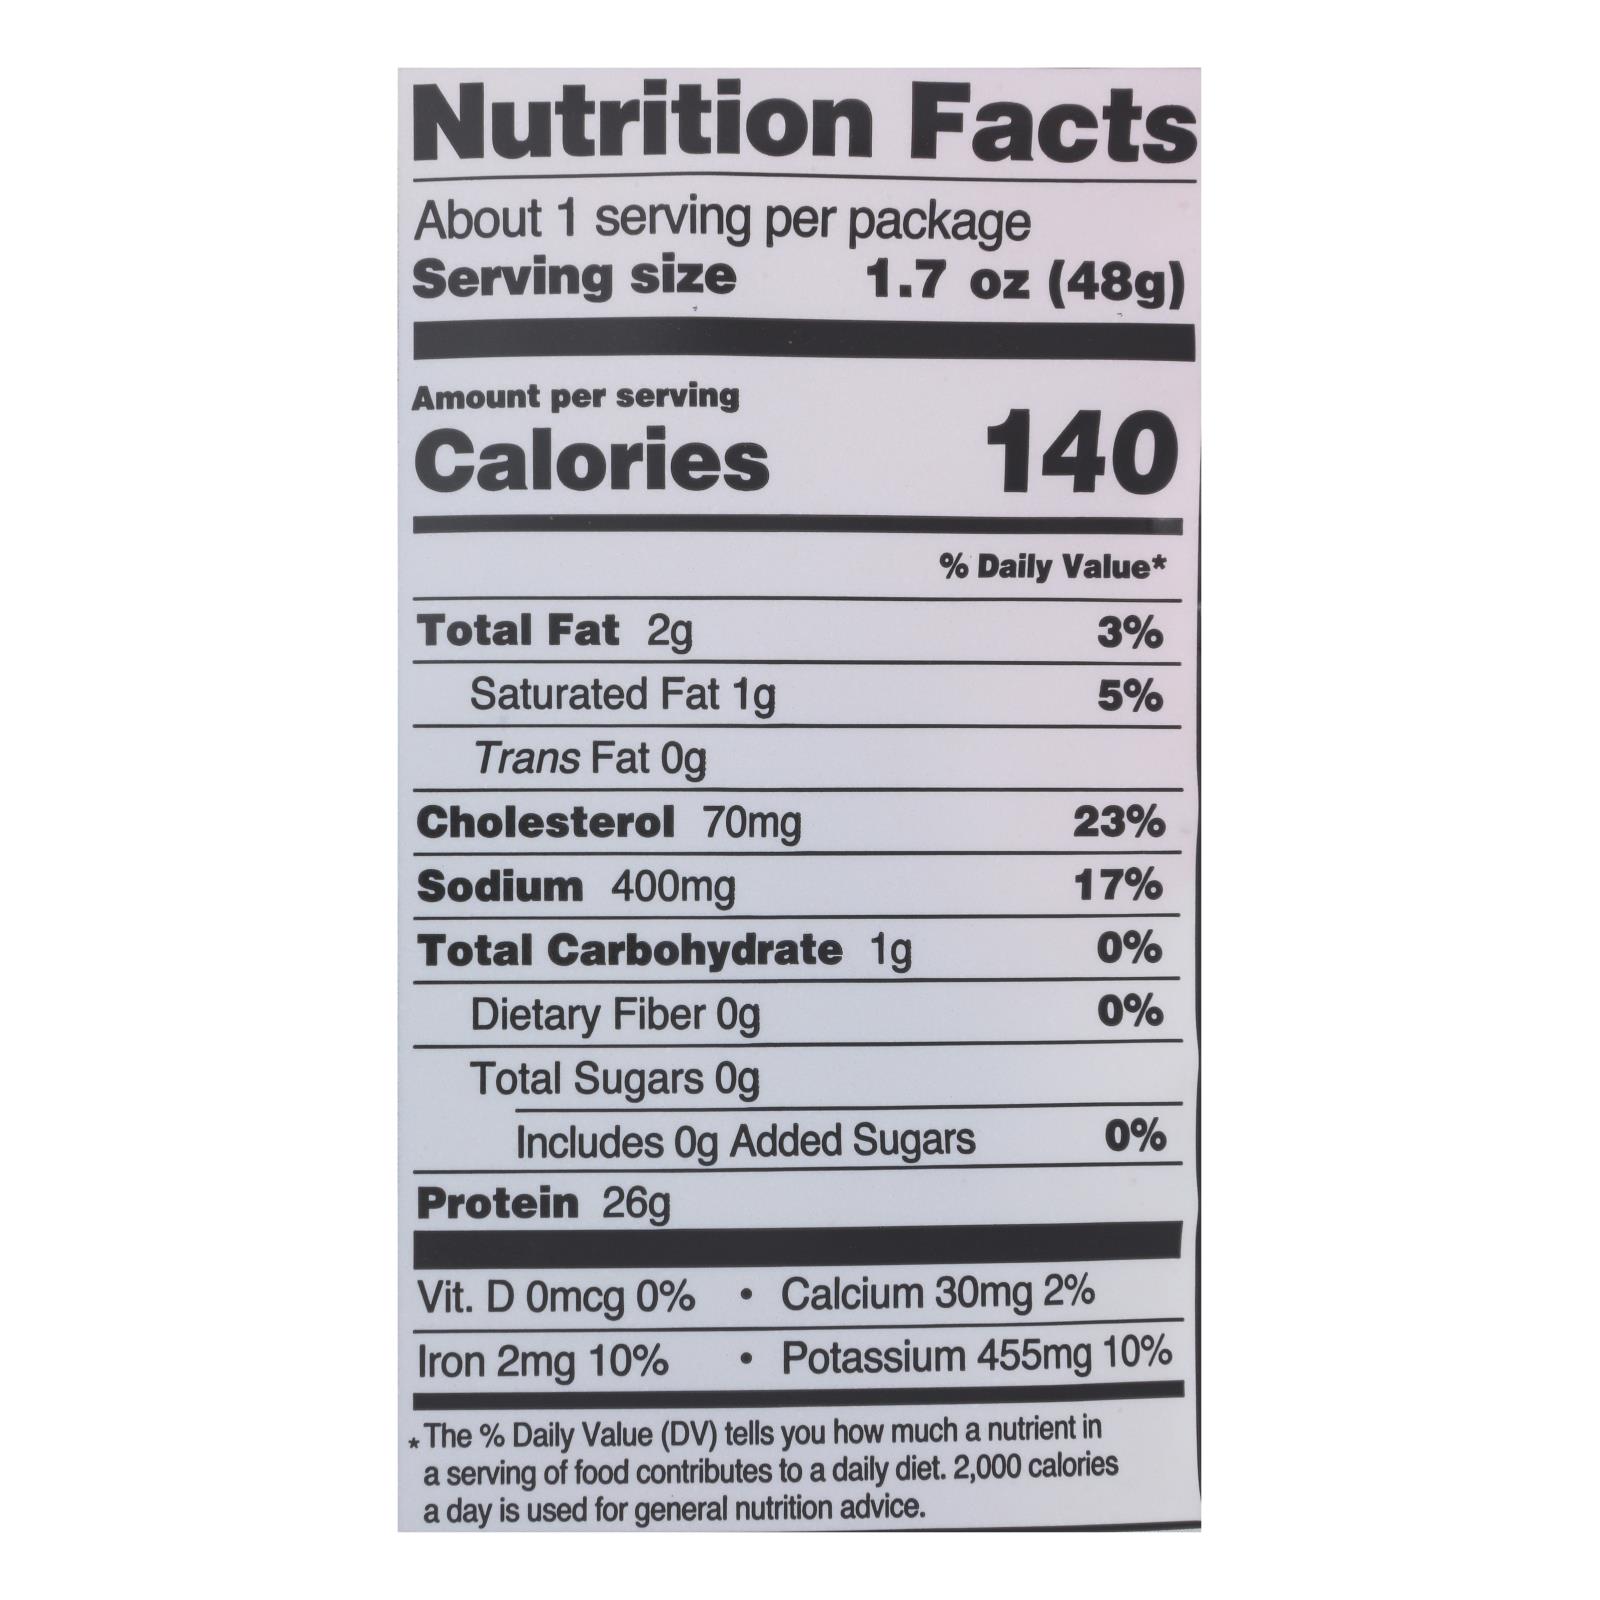 Nutrition Facts
About 1 serving per package
Serving size 1.7 oz (48g)
Amount per serving
Calories 140
% Daily Value*
Total Fat 2g 3%
Saturated Fat 1g 5%
Trans Fat 0g
Cholesterol 70mg 23%
Sodium 400mg 17%
Total Carbohydrate 1g 0%
Dietary Fiber 0g 0%
Total Sugars 0g
Includes 0g Added Sugars 0%
Protein 26g
Vit. D 0mcg 0% • Calcium 30mg 2%
Iron 2mg 10% • Potassium 455mg 10%
* The % Daily Value (DV) tells you how much a nutrient in
a serving of food contributes to a daily diet. 2,000 calories
a day is used for general nutrition advice.